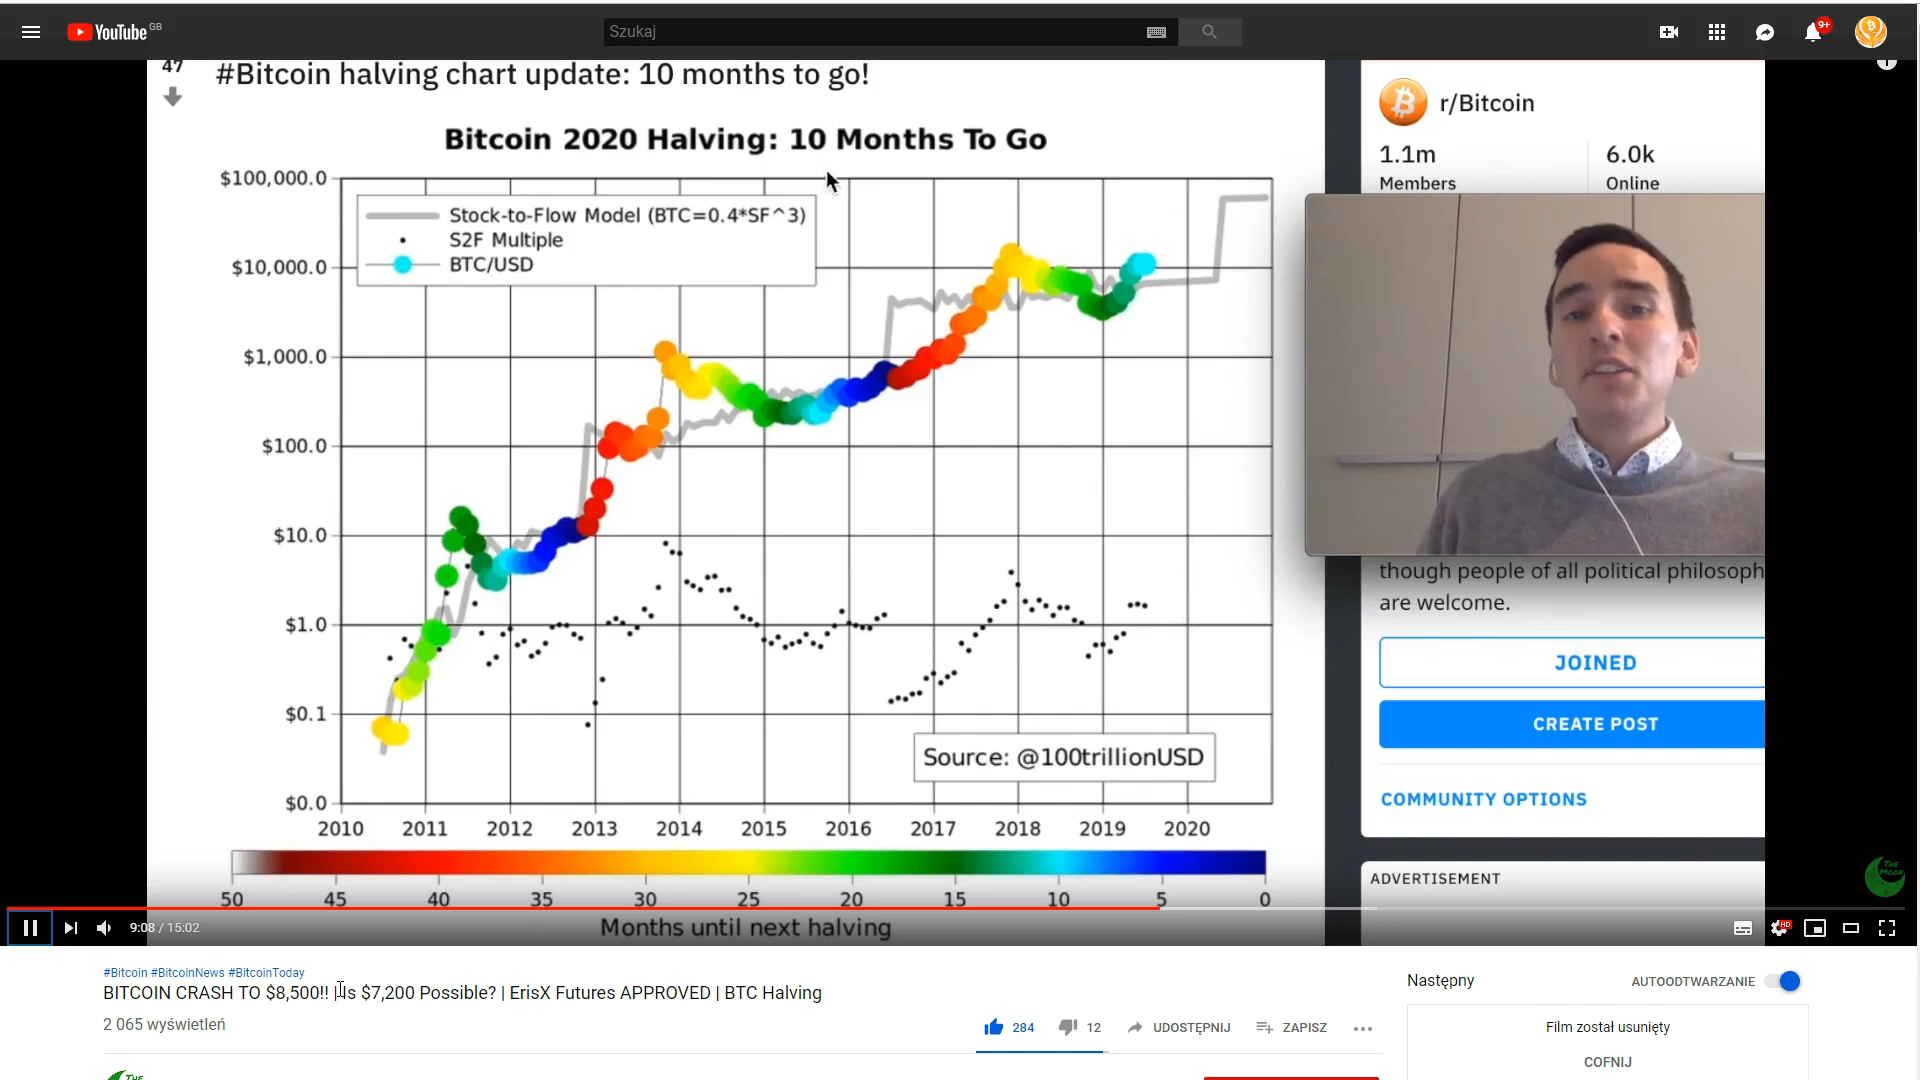 YouTube GB
Szukaj
9+
47
#Bitcoin halving chart update: 10 months to go!
Bitcoin 2020 Halving: 10 Months To Go
$100,000.0
$10,000.0
$1,000.0
$100.0
$10.0
$1.0
$0.1
$0.0
Stock-to-Flow Model (BTC=0.4*SF^3)
S2F Multiple
BTC/USD
Source: @100trillionUSD
2010 2011 2012 2013 2014 2015 2016 2017 2018 2019 2020
50 45 40 35 30 25 20 15 10 5 0
Months until next halving
r/Bitcoin
1.1m 6.0k
Members Online
though people of all political philosoph
are welcome.
JOINED
CREATE POST
COMMUNITY OPTIONS
ADVERTISEMENT
THE MOON
9:08 / 15:02
HD
#Bitcoin #BitcoinNews #BitcoinToday
BITCOIN CRASH TO $8,500!! | Is $7,200 Possible? | ErisX Futures APPROVED | BTC Halving
2 065 wyświetleń
284 12 UDOSTĘPNIJ ZAPISZ
Następny
AUTOODTWARZANIE
Film został usunięty
COFNIJ
THE